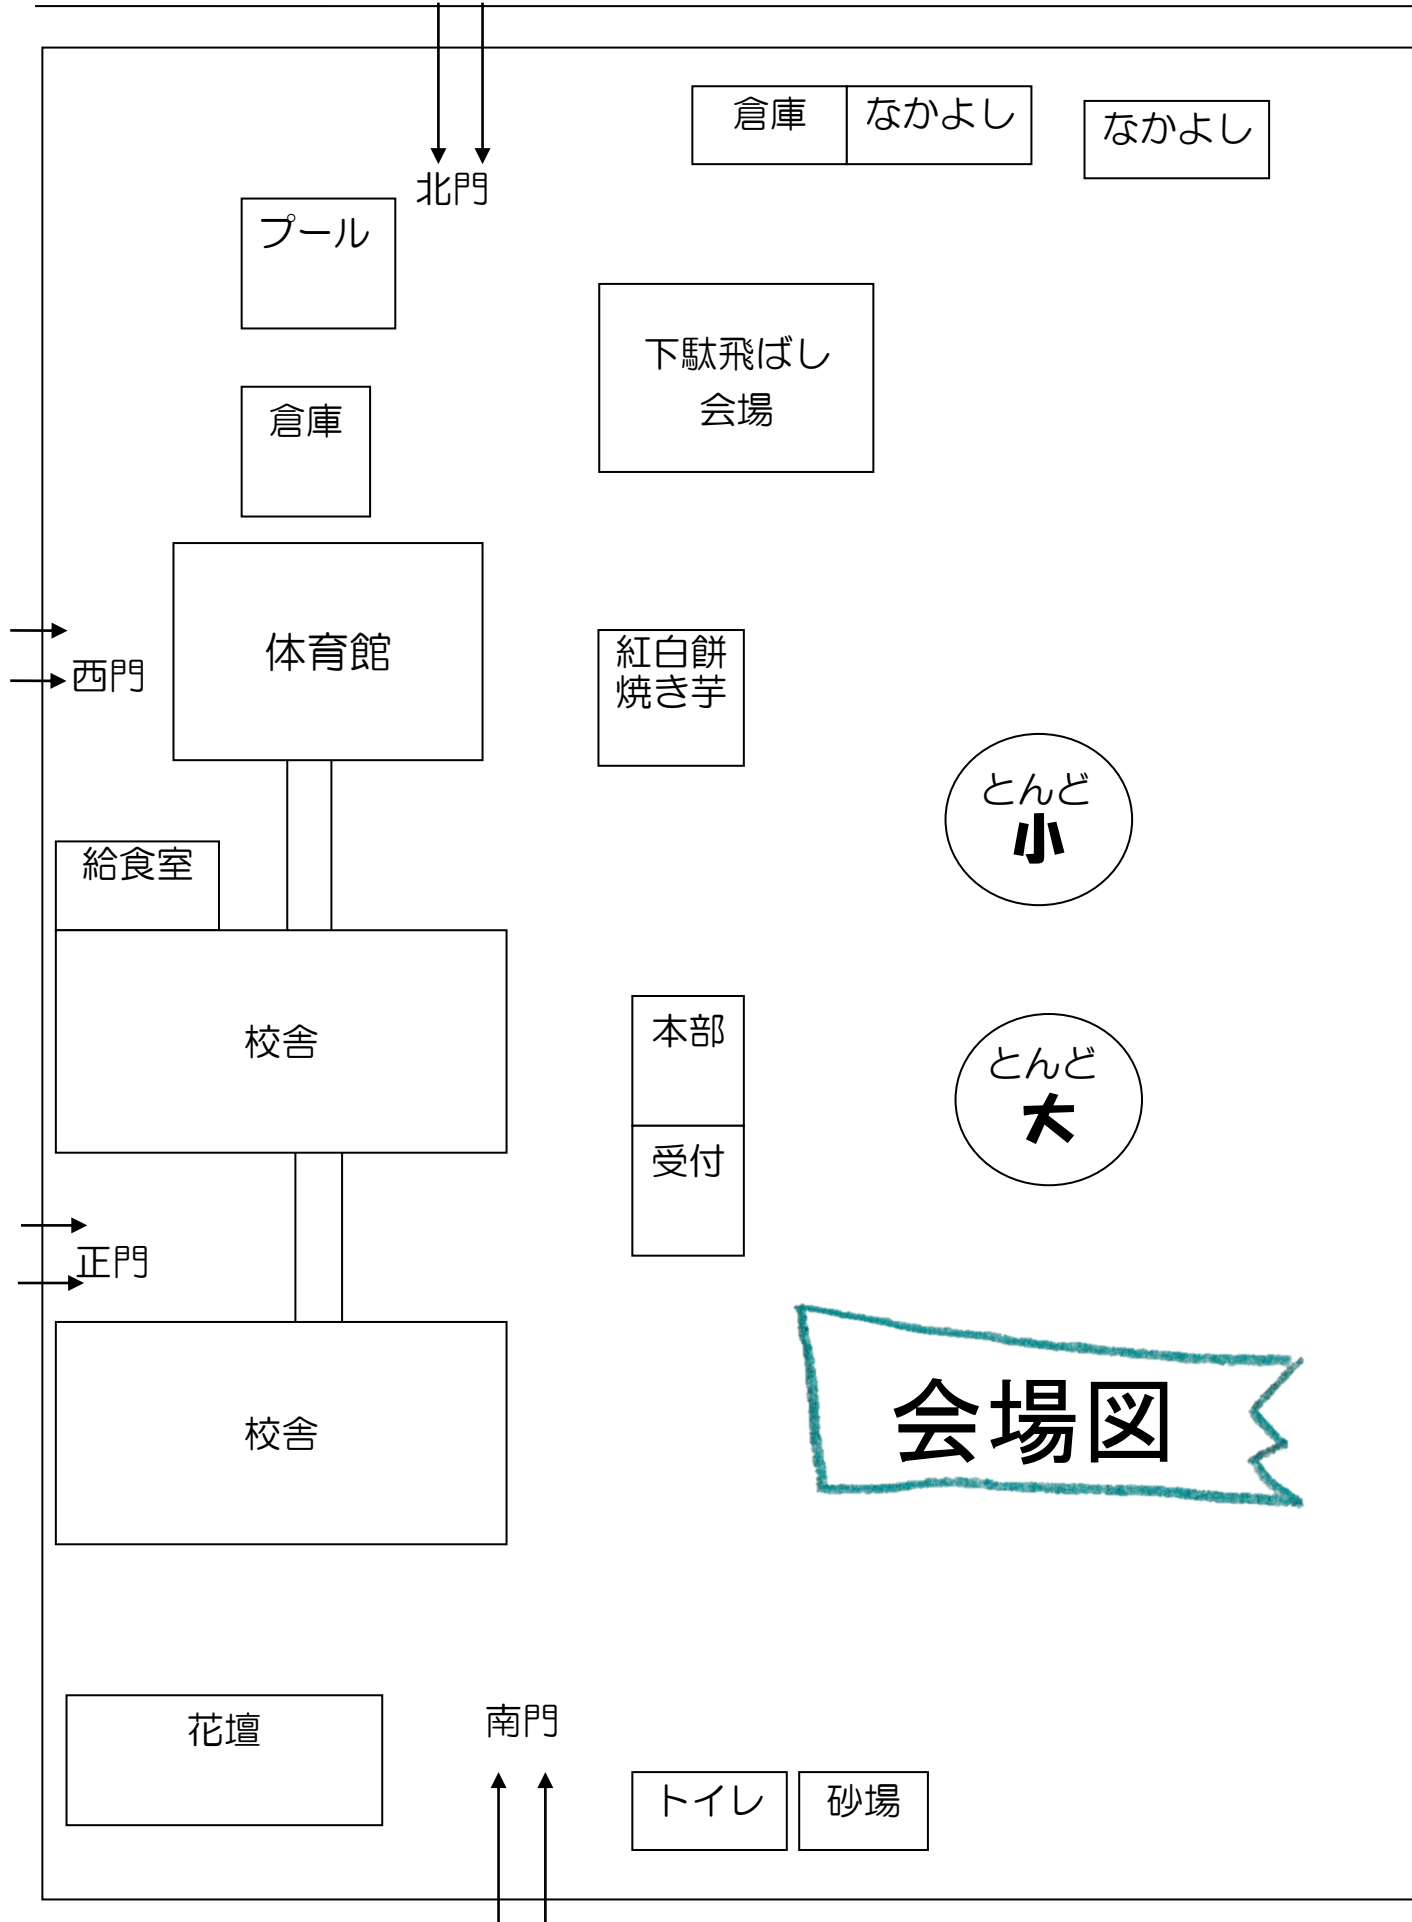 倉庫
なかよし
なかよし
北門
プール
下駄飛ばし
会場
倉庫
体育館
西門
紅白餅
焼き芋
とんど
小
給食室
校舎
本部
とんど
大
受付
正門
会場図
校舎
花壇
南門
トイレ
砂場